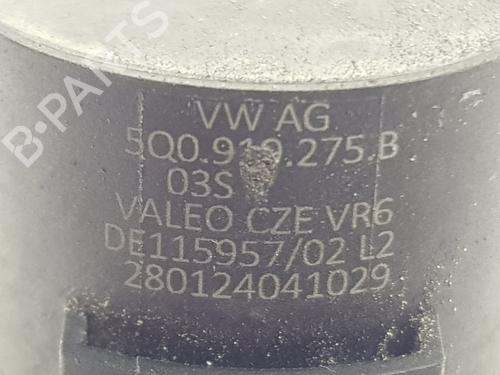 B-PARTS
VW AG
5Q0.919.275.B
03S
VALEO CZE VR6
DE115957/02 L2
280124041029